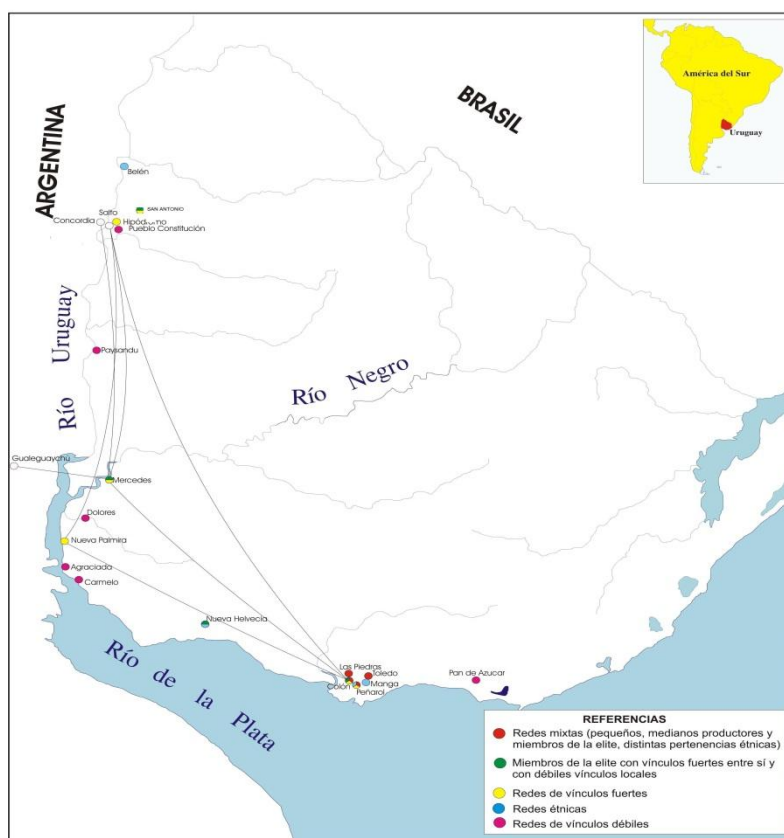 América del Sur
Uruguay
BRASIL
ARGENTINA
Belén
SAN ANTONIO
Salto
Concordia
Hipódromo
Pueblo Constitución
Río Uruguay
Paysandu
Río Negro
Gualeguaychu
Mercedes
Dolores
Nueva Palmira
Agraciada
Carmelo
Nueva Helvecia
Río de la Plata
Las Piedras
Toledo
Colón
Manga
Peñarol
Pan de Azucar
REFERENCIAS
Redes mixtas (pequeños, medianos productores y
miembros de la elite, distintas pertenencias étnicas)
Miembros de la elite con vínculos fuertes entre sí y
con débiles vínculos locales
Redes de vínculos fuertes
Redes étnicas
Redes de vínculos débiles